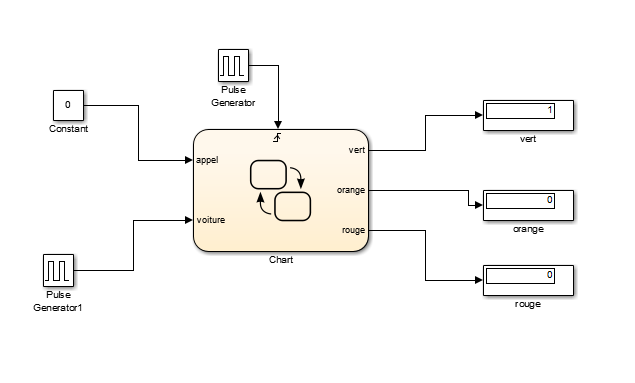 Pulse
Generator
0
Constant
appel
voiture
vert
orange
rouge
Chart
Pulse
Generator1
1
vert
0
orange
0
rouge